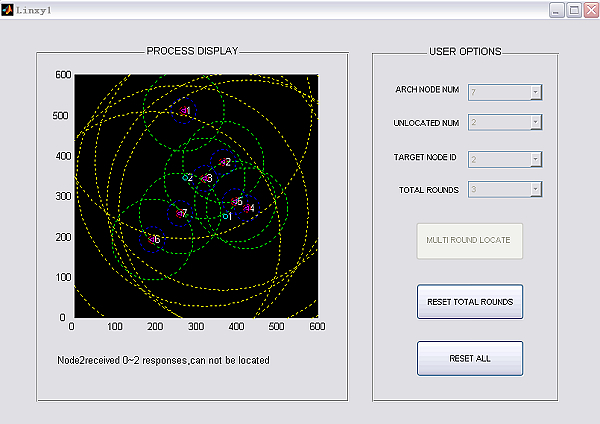 Linxy1
PROCESS DISPLAY
600
500
400
300
200
100
0
0 100 200 300 400 500 600
1
2
2
3
5
4
7
1
6
Node2received 0~2 responses,can not be located
USER OPTIONS
ARCH NODE NUM 7
UNLOCATED NUM 2
TARGET NODE ID 2
TOTAL ROUNDS 3
MULTI ROUND LOCATE
RESET TOTAL ROUNDS
RESET ALL